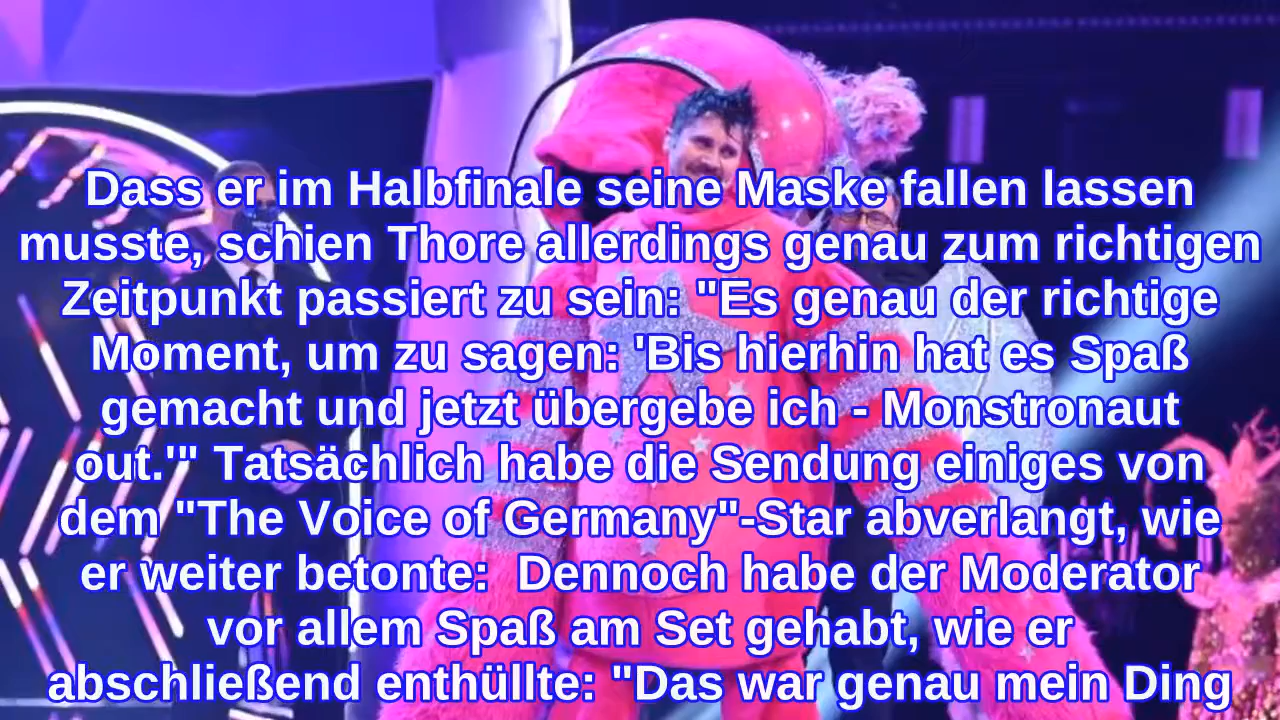 Dass er im Halbfinale seine Maske fallen lassen
musste, schien Thore allerdings genau zum richtigen
Zeitpunkt passiert zu sein: "Es genau der richtige
Moment, um zu sagen: 'Bis hierhin hat es Spaß
gemacht und jetzt übergebe ich - Monstronaut
out.'" Tatsächlich habe die Sendung einiges von
dem "The Voice of Germany"-Star abverlangt, wie
er weiter betonte:  Dennoch habe der Moderator
vor allem Spaß am Set gehabt, wie er
abschließend enthüllte: "Das war genau mein Ding